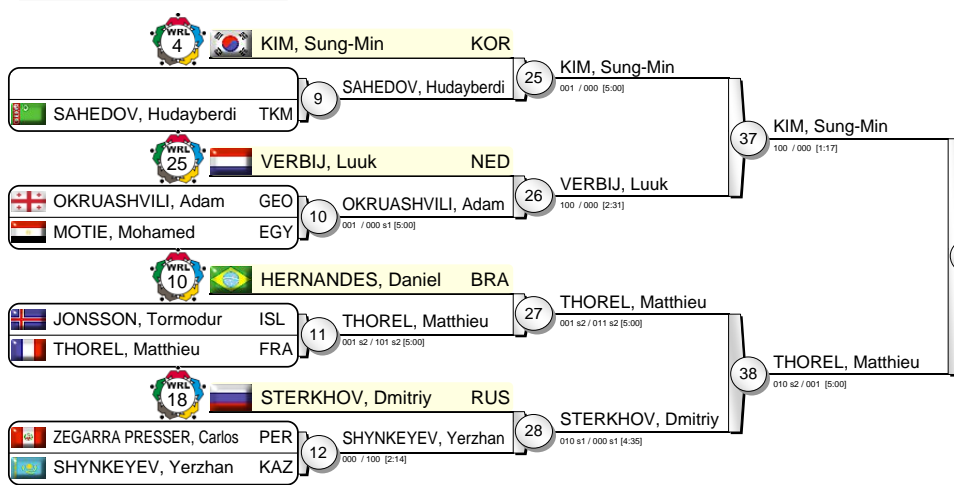 WRL 4 KIM, Sung-Min KOR
SAHEDOV, Hudayberdi TKM
9
SAHEDOV, Hudayberdi
25
KIM, Sung-Min
001 / 000 [5:00]
WRL 25 VERBIJ, Luuk NED
OKRUASHVILI, Adam GEO
MOTIE, Mohamed EGY
10
OKRUASHVILI, Adam
001 / 000 s1 [5:00]
26
VERBIJ, Luuk
100 / 000 [2:31]
37
KIM, Sung-Min
100 / 000 [1:17]
WRL 10 HERNANDES, Daniel BRA
JONSSON, Tormodur ISL
THOREL, Matthieu FRA
11
THOREL, Matthieu
001 s2 / 101 s2 [5:00]
27
THOREL, Matthieu
001 s2 / 011 s2 [5:00]
WRL 18 STERKHOV, Dmitriy RUS
ZEGARRA PRESSER, Carlos PER
SHYNKEYEV, Yerzhan KAZ
12
SHYNKEYEV, Yerzhan
000 / 100 [2:14]
28
STERKHOV, Dmitriy
010 s1 / 000 s1 [4:35]
38
THOREL, Matthieu
010 s2 / 001 [5:00]